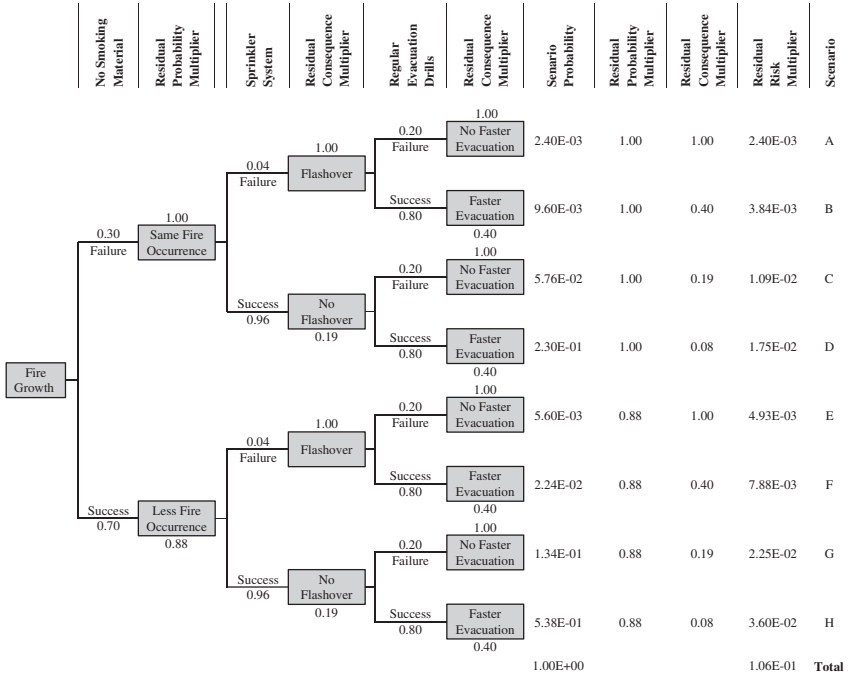 No Smoking
Material
Residual
Probability
Multiplier
Sprinkler
System
Residual
Consequence
Multiplier
Regular
Evacuation
Drills
Residual
Consequence
Multiplier
Senario
Probability
Residual
Probability
Multiplier
Residual
Consequence
Multiplier
Residual
Risk
Multiplier
Scenario
1.00
0.20
Failure
No Faster
Evacuation
2.40E-03 1.00 1.00 2.40E-03 A
1.00
0.04
Failure
Flashover
Success
0.80
Faster
Evacuation
0.40
9.60E-03 1.00 0.40 3.84E-03 B
1.00
0.30
Failure
Same Fire
Occurrence
1.00
0.20
Failure
No Faster
Evacuation
5.76E-02 1.00 0.19 1.09E-02 C
Success
0.96
No
Flashover
0.19
Success
0.80
Faster
Evacuation
0.40
2.30E-01 1.00 0.08 1.75E-02 D
Fire
Growth
1.00
0.20
Failure
No Faster
Evacuation
5.60E-03 0.88 1.00 4.93E-03 E
1.00
0.04
Failure
Flashover
Success
0.80
Faster
Evacuation
0.40
2.24E-02 0.88 0.40 7.88E-03 F
Success
0.70
Less Fire
Occurrence
0.88
1.00
0.20
Failure
No Faster
Evacuation
1.34E-01 0.88 0.19 2.25E-02 G
Success
0.96
No
Flashover
0.19
Success
0.80
Faster
Evacuation
0.40
5.38E-01 0.88 0.08 3.60E-02 H
1.00E+00 1.06E-01 Total